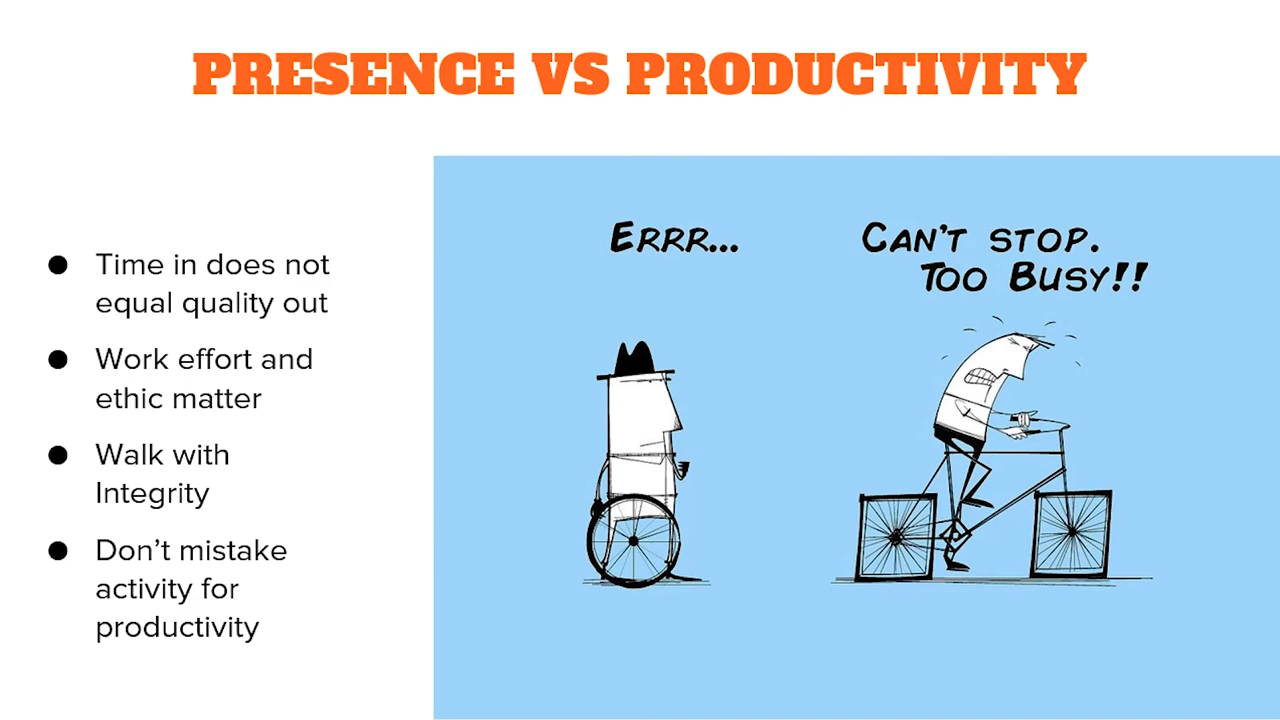 PRESENCE VS PRODUCTIVITY
● Time in does not
equal quality out
● Work effort and
ethic matter
● Walk with
Integrity
● Don’t mistake
activity for
productivity
ERRR...
CAN'T STOP.
TOO BUSY!!